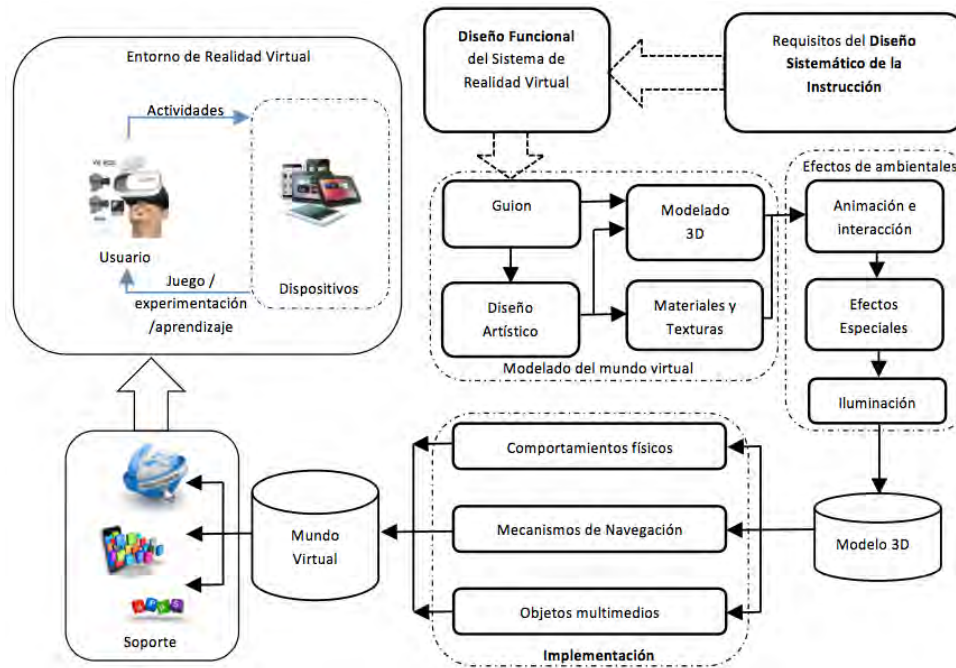 Entorno de Realidad Virtual
Actividades
Usuario
Dispositivos
Juego /
experimentación
/aprendizaje
Diseño Funcional
del Sistema de
Realidad Virtual
Requisitos del Diseño
Sistemático de la
Instrucción
Guion
Modelado
3D
Diseño
Artístico
Materiales y
Texturas
Modelado del mundo virtual
Efectos de ambientales
Animación e
interacción
Efectos
Especiales
Iluminación
Modelo 3D
Comportamientos físicos
Mecanismos de Navegación
Objetos multimedios
Implementación
Mundo
Virtual
Soporte